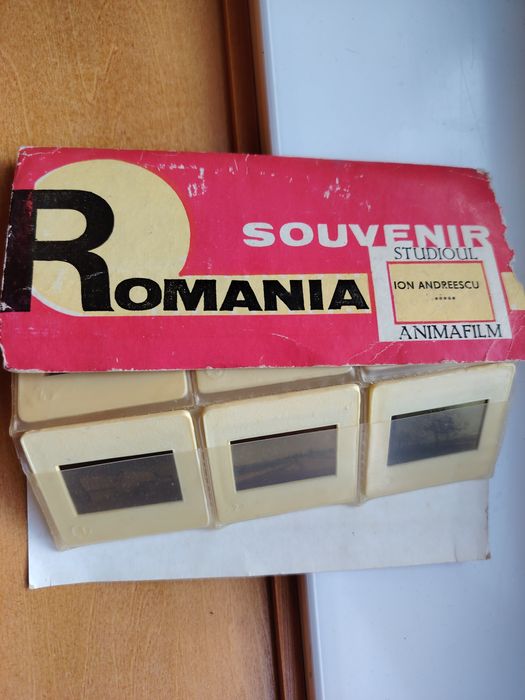 SOUVENIR
ROMANIA
STUDIOUL
ION ANDREESCU
*****
ANIMAFILM